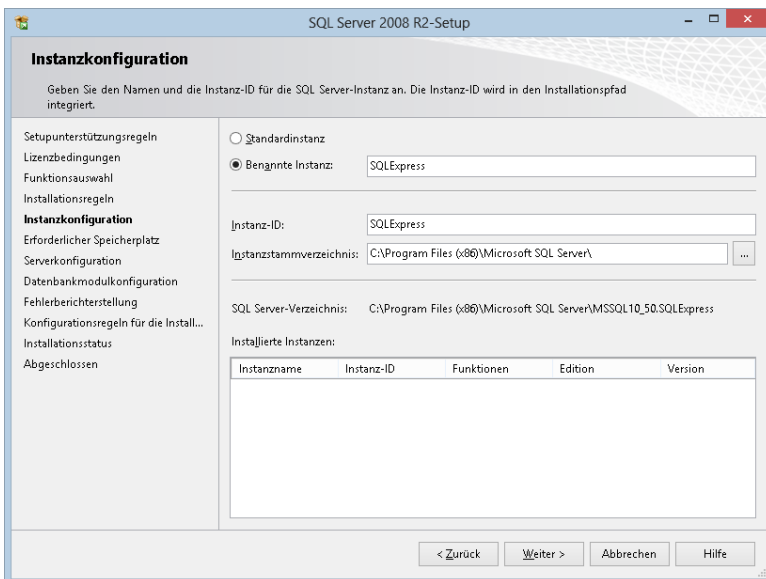 SQL Server 2008 R2-Setup
Instanzkonfiguration
Geben Sie den Namen und die Instanz-ID für die SQL Server-Instanz an. Die Instanz-ID wird in den Installationspfad
integriert.
Setupunterstützungsregeln
Lizenzbedingungen
Funktionsauswahl
Installationsregeln
Instanzkonfiguration
Erforderlicher Speicherplatz
Serverkonfiguration
Datenbankmodulkonfiguration
Fehlerberichterstellung
Konfigurationsregeln für die Install...
Installationsstatus
Abgeschlossen
Standardinstanz
Benannte Instanz: SQLExpress
Instanz-ID: SQLExpress
Instanzstammverzeichnis: C:\Program Files (x86)\Microsoft SQL Server\ ...
SQL Server-Verzeichnis: C:\Program Files (x86)\Microsoft SQL Server\MSSQL10_50.SQLExpress
Installierte Instanzen:
Instanzname Instanz-ID Funktionen Edition Version
< Zurück Weiter > Abbrechen Hilfe